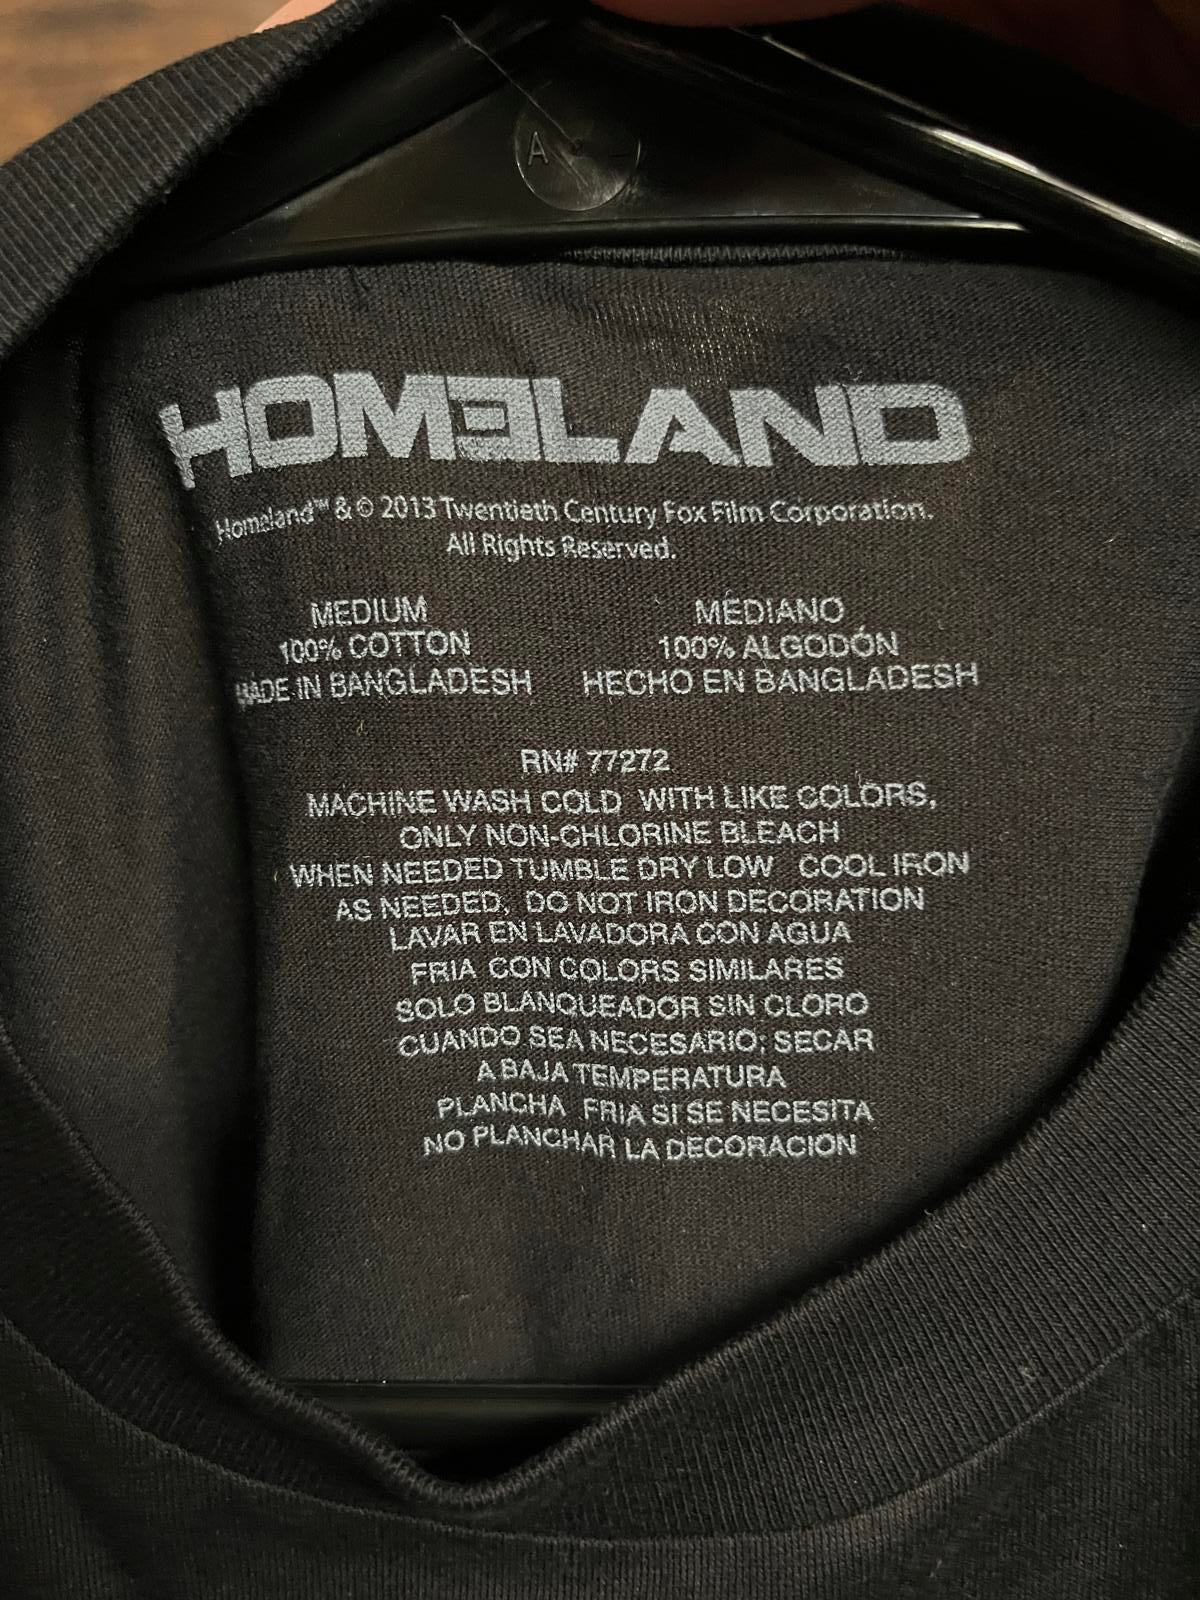 A
HOMELAND
Homeland™ & © 2013 Twentieth Century Fox Film Corporation.
All Rights Reserved.
MEDIUM MEDIANO
100% COTTON 100% ALGODÓN
MADE IN BANGLADESH HECHO EN BANGLADESH
RN# 77272
MACHINE WASH COLD WITH LIKE COLORS,
ONLY NON-CHLORINE BLEACH
WHEN NEEDED TUMBLE DRY LOW COOL IRON
AS NEEDED, DO NOT IRON DECORATION
LAVAR EN LAVADORA CON AGUA
FRIA CON COLORS SIMILARES
SOLO BLANQUEADOR SIN CLORO
CUANDO SEA NECESARIO; SECAR
A BAJA TEMPERATURA
PLANCHA FRIA SI SE NECESITA
NO PLANCHAR LA DECORACION